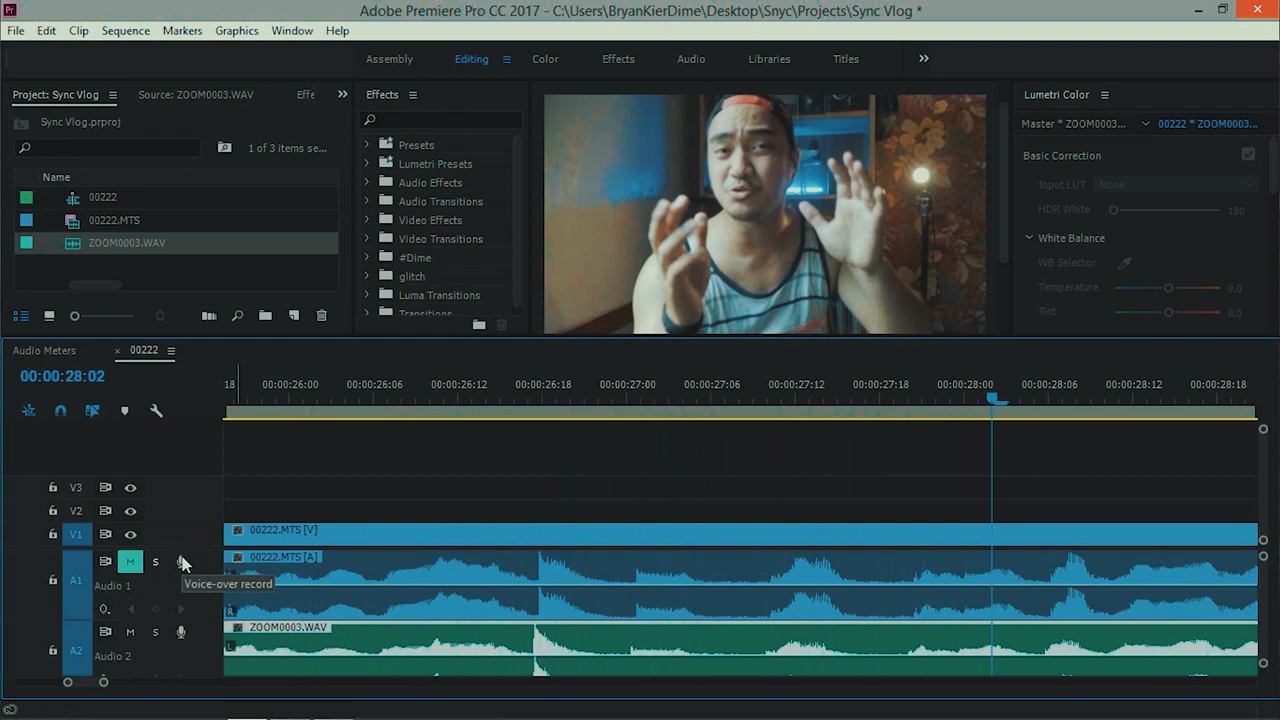 Pr Adobe Premiere Pro CC 2017 - C:\Users\BryanKierDime\Desktop\Snyc\Projects\Sync Vlog *
File Edit Clip Sequence Markers Graphics Window Help
Assembly Editing Color Effects Audio Libraries Titles
Project: Sync Vlog Source: ZOOM0003.WAV Effe
Sync Vlog.prproj
1 of 3 items se...
Name
00222
00222.MTS
ZOOM0003.WAV
Effects
Presets
Lumetri Presets
Audio Effects
Audio Transitions
Video Effects
Video Transitions
#Dime
glitch
Luma Transitions
Transitions
Lumetri Color
Master * ZOOM0003... 00222 * ZOOM0003...
Basic Correction
Input LUT None
HDR White 100
White Balance
WB Selector
Temperature 0.0
Tint 0.0
Audio Meters × 00222
00:00:28:02
18 00:00:26:00 00:00:26:06 00:00:26:12 00:00:26:18 00:00:27:00 00:00:27:06 00:00:27:12 00:00:27:18 00:00:28:00 00:00:28:06 00:00:28:12 00:00:28:18
V3
V2
V1 00222.MTS [V]
M S 00222.MTS [A]
A1
Audio 1
Voice-over record
R
M S ZOOM0003.WAV
A2 L
Audio 2